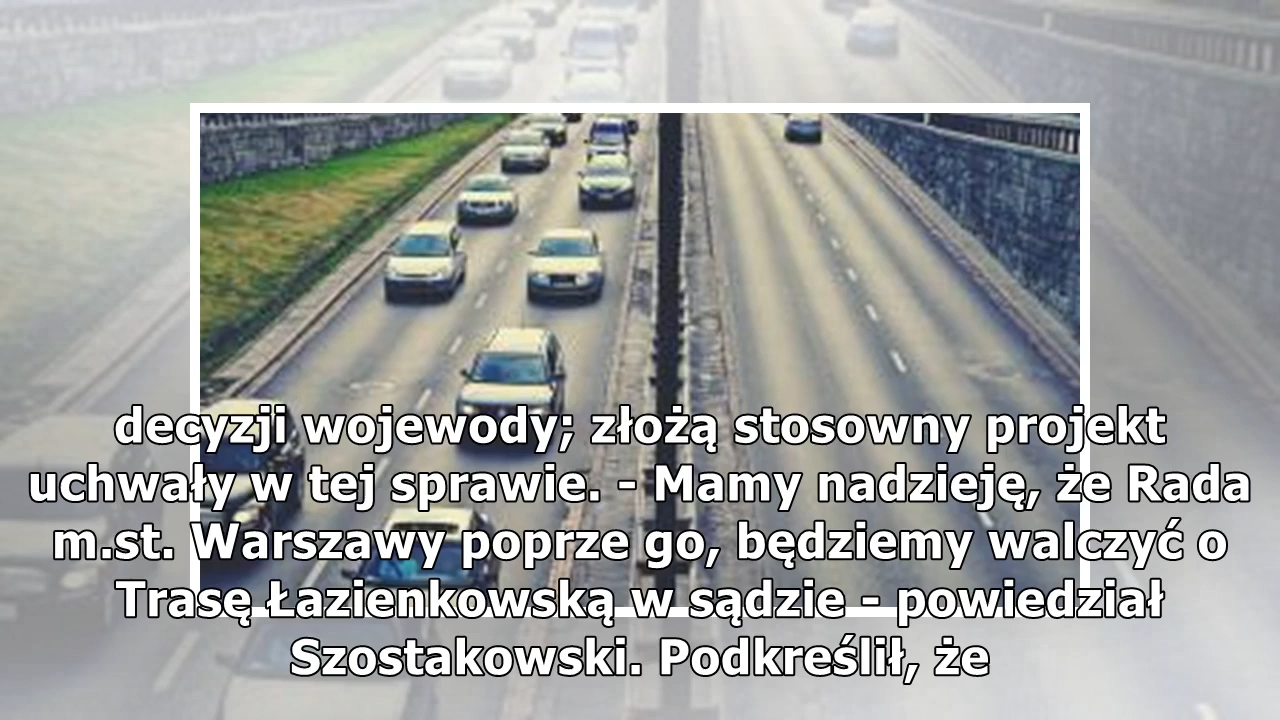 decyzji wojewody; złożą stosowny projekt
uchwały w tej sprawie. - Mamy nadzieję, że Rada
m.st. Warszawy poprze go, będziemy walczyć o
Trasę Łazienkowską w sądzie - powiedział
Szostakowski. Podkreślił, że